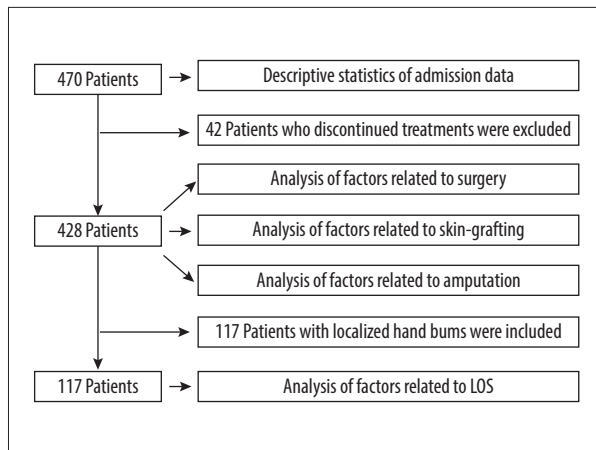 470 Patients
Descriptive statistics of admission data
42 Patients who discontinued treatments were excluded
Analysis of factors related to surgery
428 Patients
Analysis of factors related to skin-grafting
Analysis of factors related to amputation
117 Patients with localized hand bums were included
117 Patients
Analysis of factors related to LOS